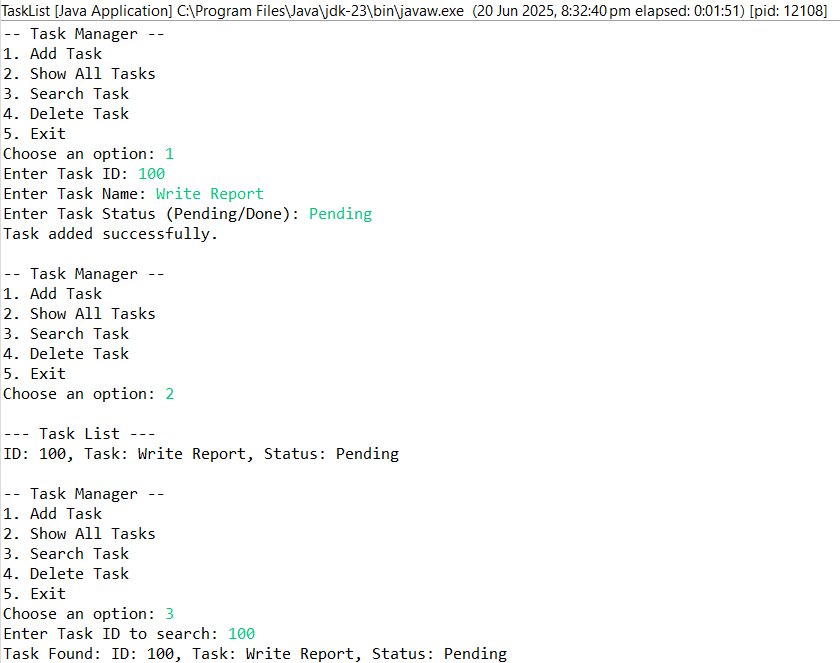 TaskList [Java Application] C:\Program Files\Java\jdk-23\bin\javaw.exe (20 Jun 2025, 8:32:40 pm elapsed: 0:01:51) [pid: 12108]
-- Task Manager --
1. Add Task
2. Show All Tasks
3. Search Task
4. Delete Task
5. Exit
Choose an option: 1
Enter Task ID: 100
Enter Task Name: Write Report
Enter Task Status (Pending/Done): Pending
Task added successfully.

-- Task Manager --
1. Add Task
2. Show All Tasks
3. Search Task
4. Delete Task
5. Exit
Choose an option: 2

--- Task List ---
ID: 100, Task: Write Report, Status: Pending

-- Task Manager --
1. Add Task
2. Show All Tasks
3. Search Task
4. Delete Task
5. Exit
Choose an option: 3
Enter Task ID to search: 100
Task Found: ID: 100, Task: Write Report, Status: Pending